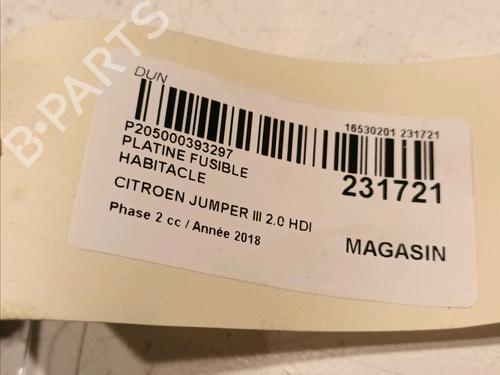 B-PARTS
DUN
P205000393297
PLATINE FUSIBLE
HABITACLE
CITROEN JUMPER III 2.0 HDI
Phase 2 cc / Année 2018
16530201 231721
231721
MAGASIN